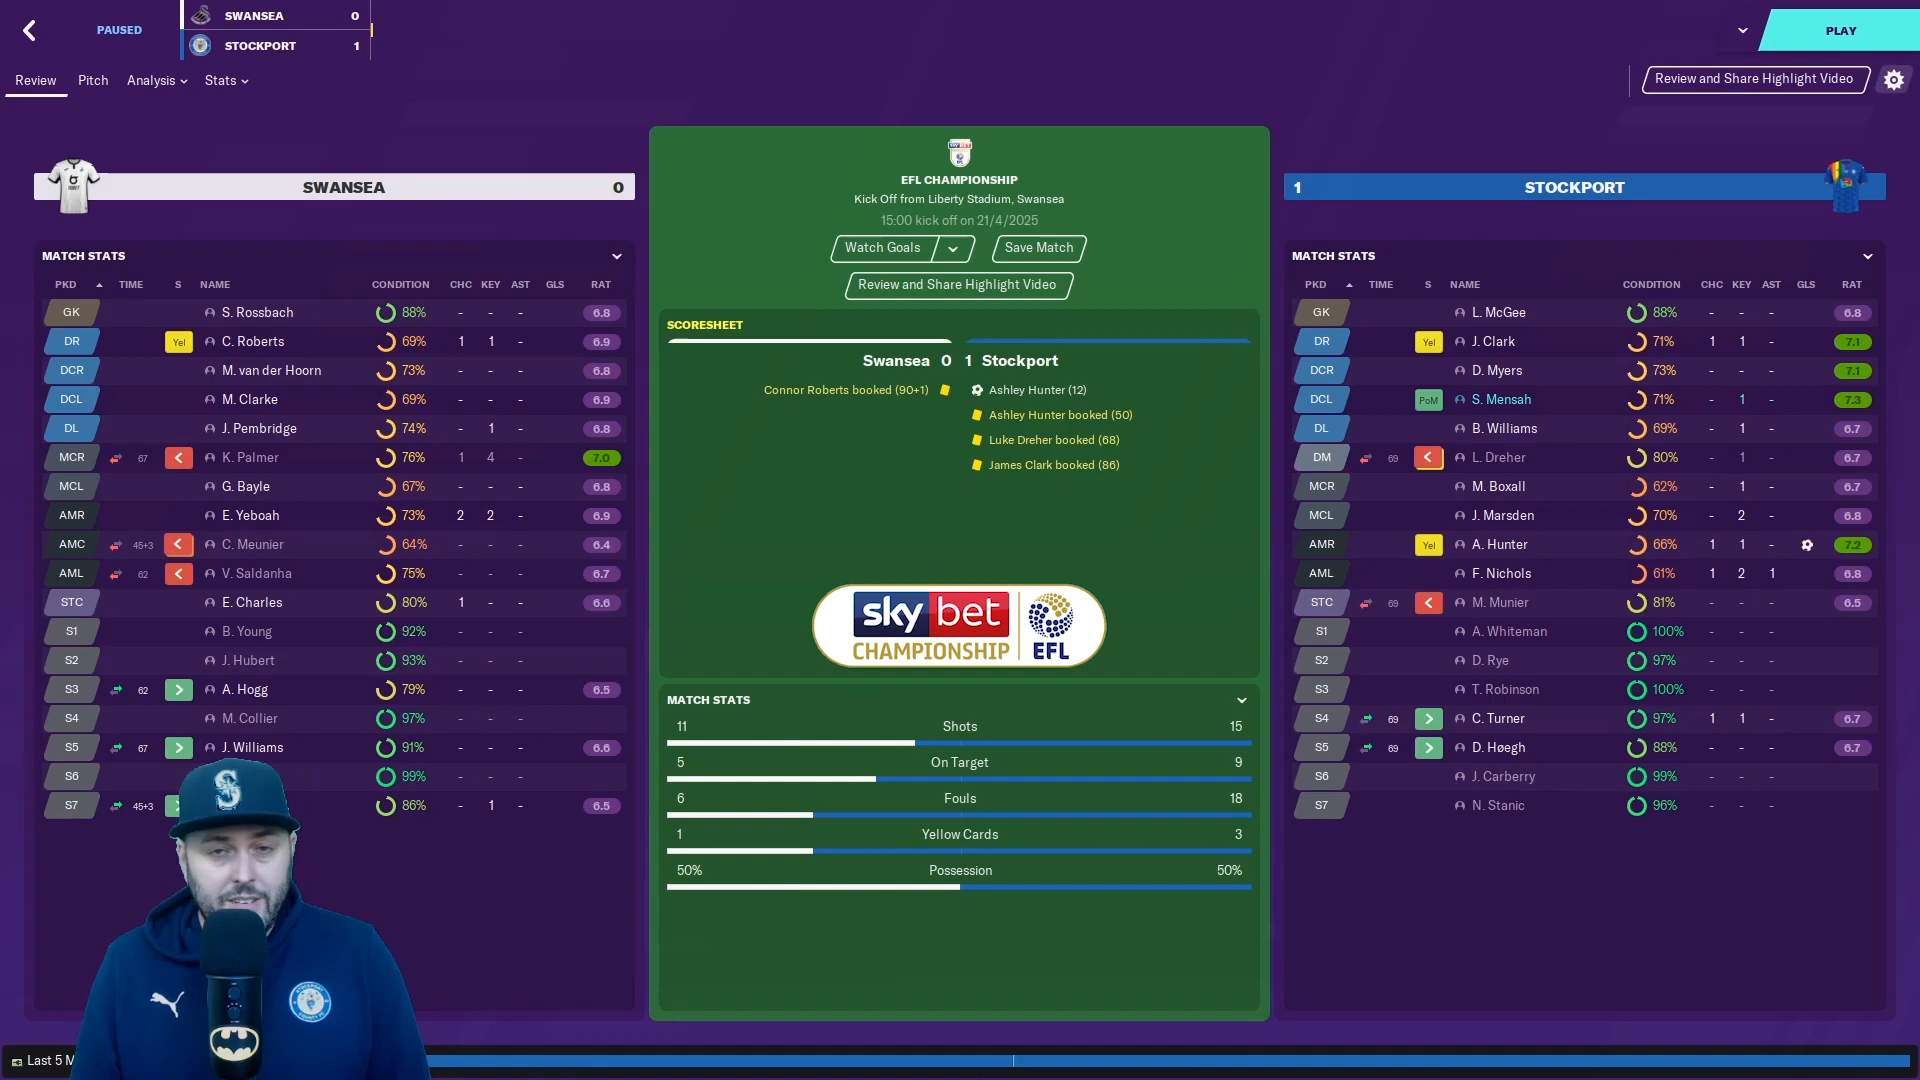 PAUSED
SWANSEA 0
STOCKPORT 1
PLAY
Review Pitch Analysis Stats
Review and Share Highlight Video
SWANSEA 0
MATCH STATS
PKD TIME S NAME CONDITION CHC KEY AST GLS RAT
GK S. Rossbach 88% - - - 6.8
DR Yel C. Roberts 69% 1 1 - 6.9
DCR M. van der Hoorn 73% - - - 6.8
DCL M. Clarke 69% - - - 6.9
DL J. Pembridge 74% - 1 - 6.8
MCR 67 K. Palmer 76% 1 4 - 7.0
MCL G. Bayle 67% - - - 6.8
AMR E. Yeboah 73% 2 2 - 6.9
AMC 45+3 C. Meunier 64% - - - 6.4
AML 62 V. Saldanha 75% - - - 6.7
STC E. Charles 80% 1 - - 6.6
S1 B. Young 92% - - -
S2 J. Hubert 93% - - -
S3 62 A. Hogg 79% - - - 6.5
S4 M. Collier 97% - - -
S5 67 J. Williams 91% - - - 6.6
S6 99% - - -
S7 45+3 86% - 1 - 6.5
EFL CHAMPIONSHIP
Kick Off from Liberty Stadium, Swansea
15:00 kick off on 21/4/2025
Watch Goals
Save Match
Review and Share Highlight Video
SCORESHEET
Swansea 0 1 Stockport
Connor Roberts booked (90+1)
Ashley Hunter (12)
Ashley Hunter booked (50)
Luke Dreher booked (68)
James Clark booked (86)
sky bet
CHAMPIONSHIP
EFL
MATCH STATS
11 Shots 15
5 On Target 9
6 Fouls 18
1 Yellow Cards 3
50% Possession 50%
1 STOCKPORT
MATCH STATS
PKD TIME S NAME CONDITION CHC KEY AST GLS RAT
GK L. McGee 88% - - - 6.8
DR Yel J. Clark 71% 1 1 - 7.1
DCR D. Myers 73% - - - 7.1
DCL PoM S. Mensah 71% - 1 - 7.3
DL B. Williams 69% - 1 - 6.7
DM 69 L. Dreher 80% - 1 - 6.7
MCR M. Boxall 62% - 1 - 6.7
MCL J. Marsden 70% - 2 - 6.8
AMR Yel A. Hunter 66% 1 1 - 7.2
AML F. Nichols 61% 1 2 1 6.8
STC 69 M. Munier 81% - - - 6.5
S1 A. Whiteman 100% - - -
S2 D. Rye 97% - - -
S3 T. Robinson 100% - - -
S4 69 C. Turner 97% 1 1 - 6.7
S5 69 D. Høegh 88% - - - 6.7
S6 J. Carberry 99% - - -
S7 N. Stanic 96% - - -
Last 5 M